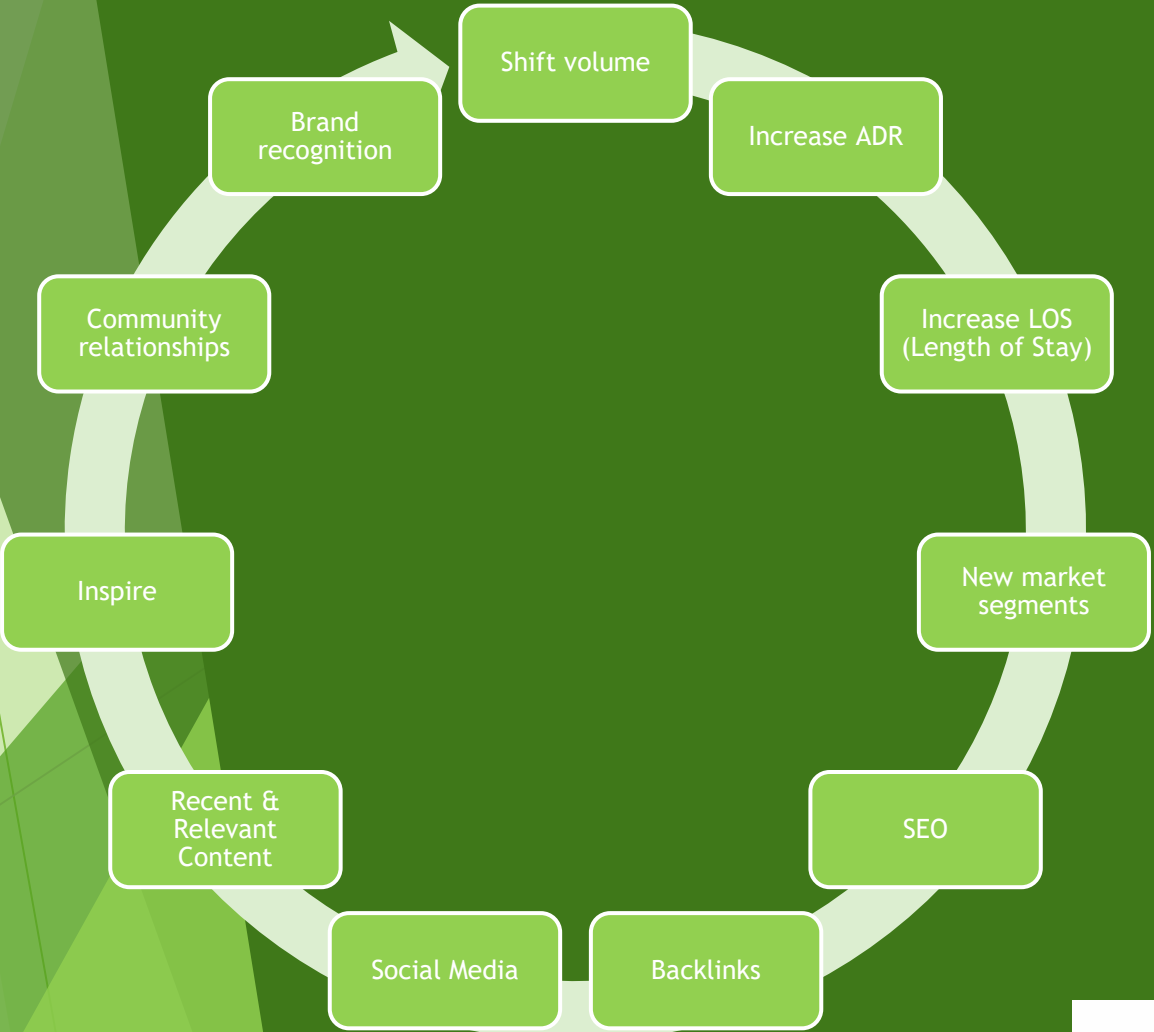 Shift volume
Increase ADR
Increase LOS
(Length of Stay)
New market
segments
SEO
Backlinks
Social Media
Recent &
Relevant
Content
Inspire
Community
relationships
Brand
recognition